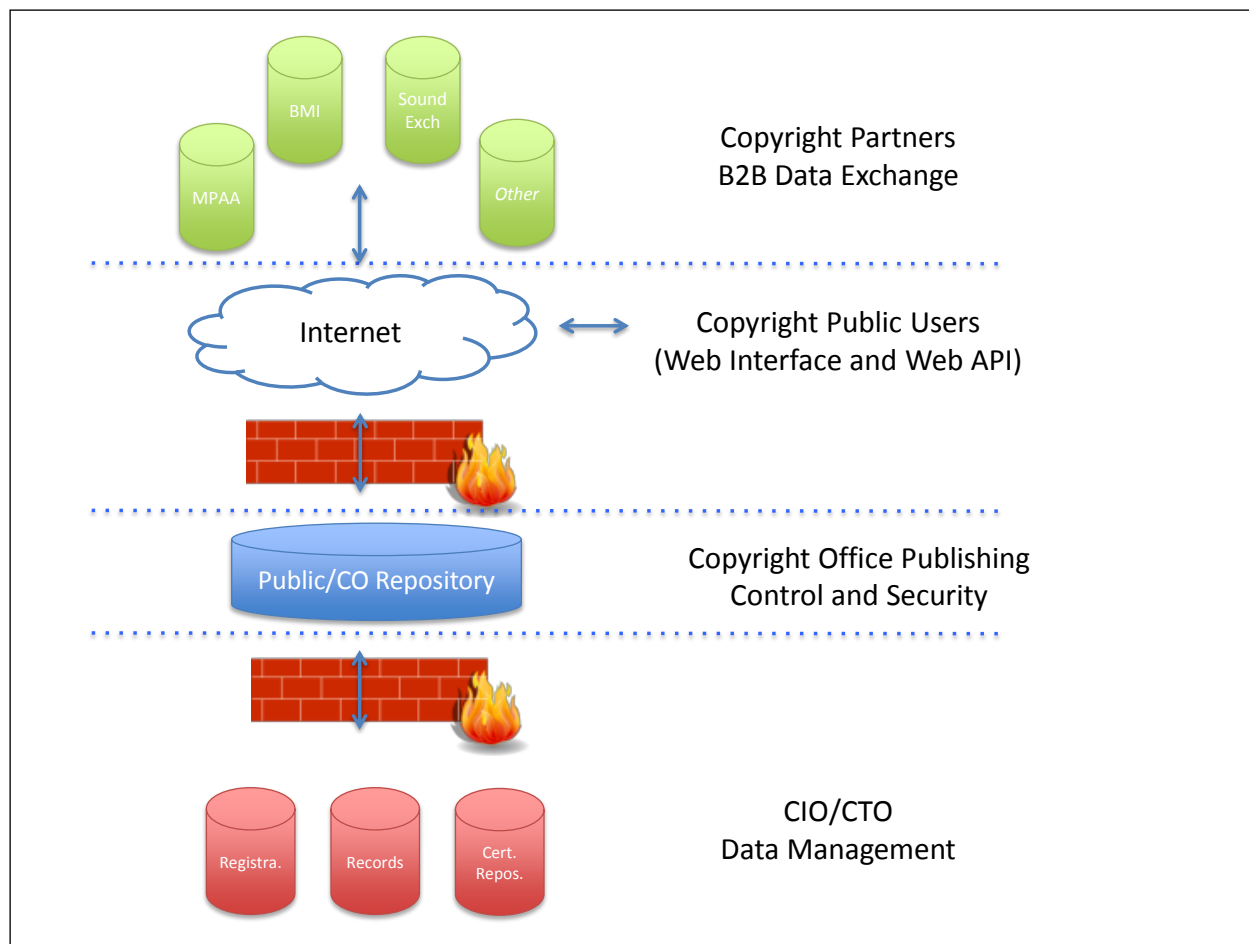 BMI
Sound
Exch
MPAA
Other
Copyright Partners
B2B Data Exchange
Internet
Copyright Public Users
(Web Interface and Web API)
Public/CO Repository
Copyright Office Publishing
Control and Security
Registra.
Records
Cert.
Repos.
CIO/CTO
Data Management